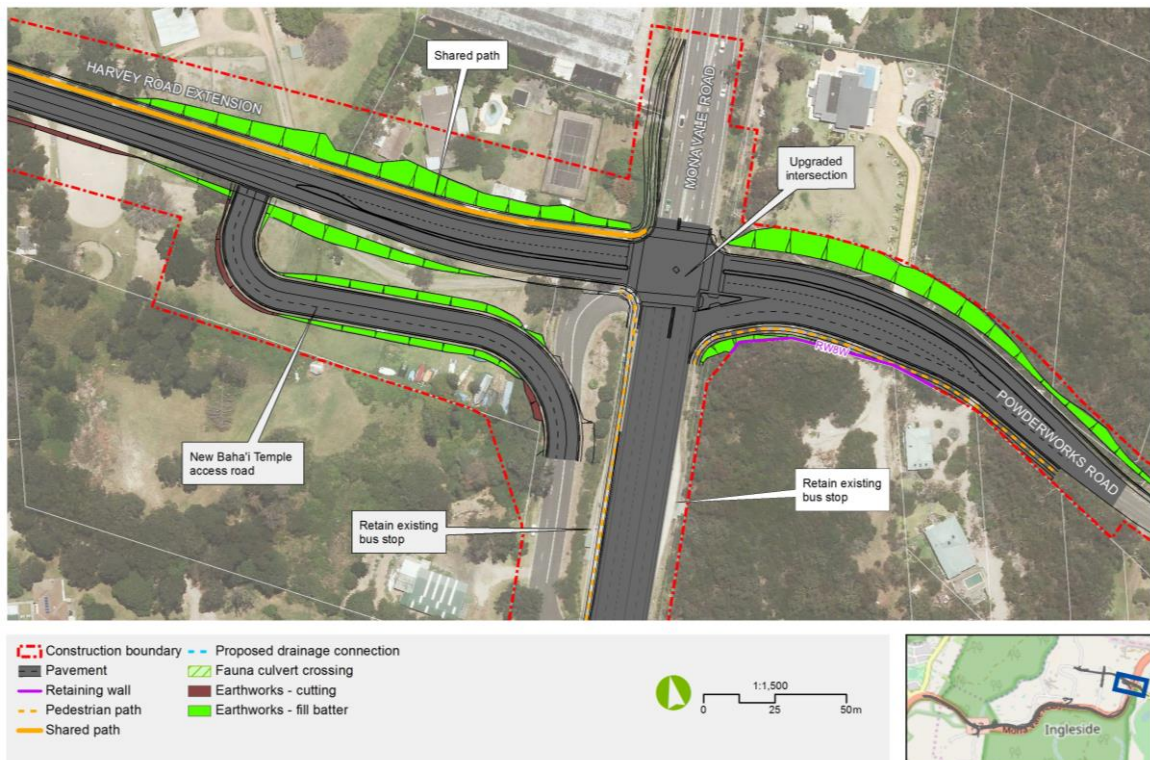 Shared path
HARVEY ROAD EXTENSION
MONA VALE ROAD
Upgraded
intersection
RW8W
POWDERWORKS ROAD
New Baha'i Temple
access road
Retain existing
bus stop
Retain existing
bus stop
Construction boundary
Pavement
Retaining wall
Pedestrian path
Shared path
Proposed drainage connection
Fauna culvert crossing
Earthworks - cutting
Earthworks - fill batter
1:1,500
0 25 50m
Mona
Ingleside